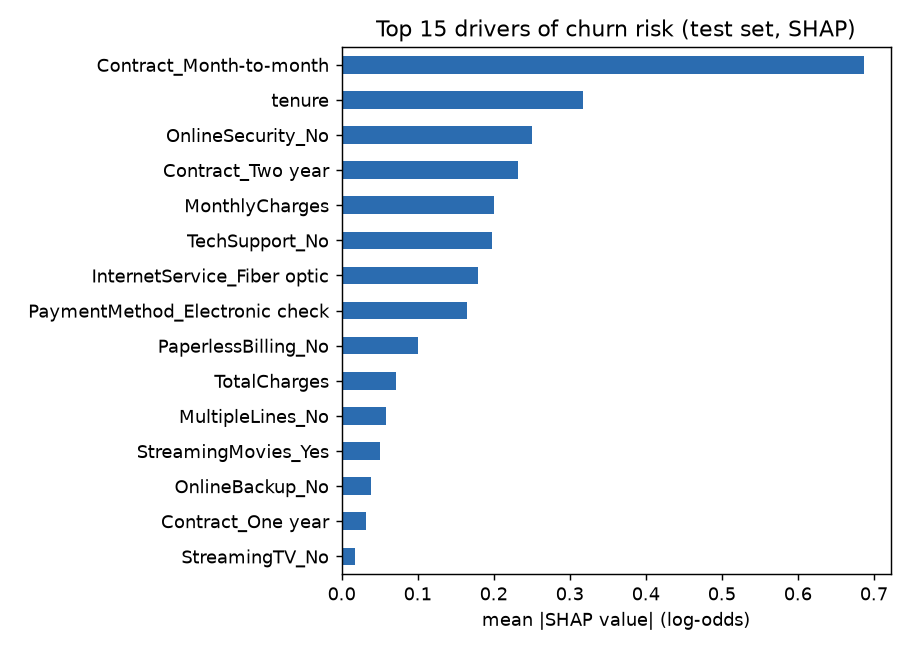 Top 15 drivers of churn risk (test set, SHAP)
Contract_Month-to-month
tenure
OnlineSecurity_No
Contract_Two year
MonthlyCharges
TechSupport_No
InternetService_Fiber optic
PaymentMethod_Electronic check
PaperlessBilling_No
TotalCharges
MultipleLines_No
StreamingMovies_Yes
OnlineBackup_No
Contract_One year
StreamingTV_No
0.0 0.1 0.2 0.3 0.4 0.5 0.6 0.7
mean |SHAP value| (log-odds)